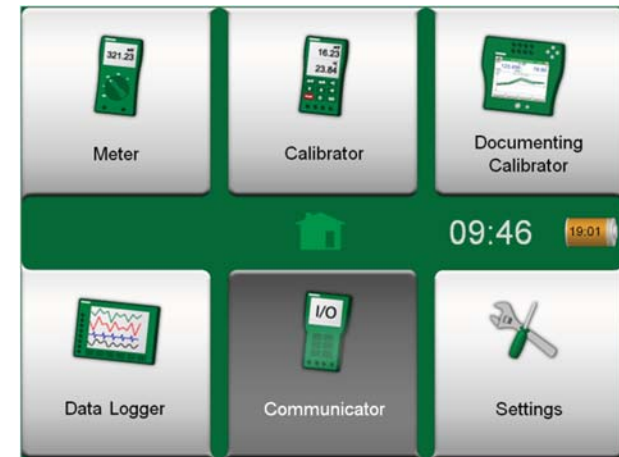 321.23
16.23
23.84
Meter
Calibrator
Documenting
Calibrator
09:46
19:01
I/O
Data Logger
Communicator
Settings